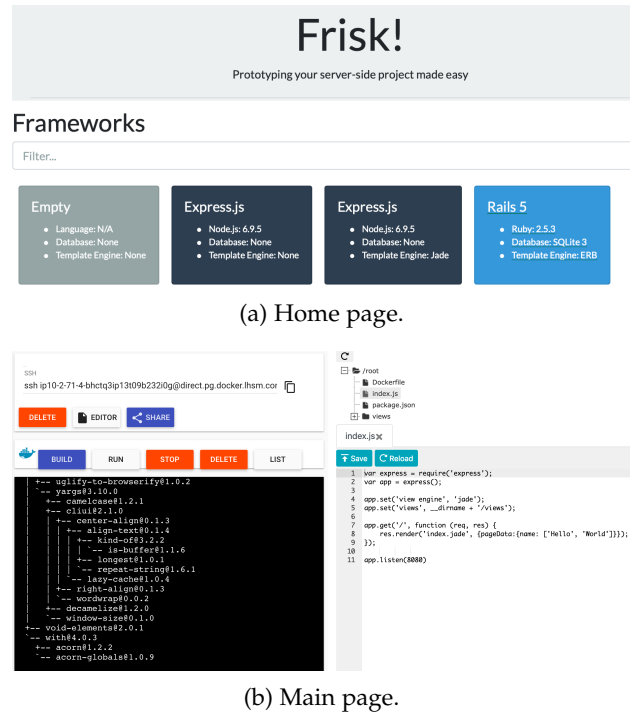 Frisk!
Prototyping your server-side project made easy
Frameworks
Filter...
Empty
Language: N/A
Database: None
Template Engine: None
Express.js
Node.js: 6.9.5
Database: None
Template Engine: None
Express.js
Node.js: 6.9.5
Database: None
Template Engine: Jade
Rails 5
Ruby: 2.5.3
Database: SQLite 3
Template Engine: ERB
(a) Home page.
SSH
ssh ip10-2-71-4-bhctq3ip13t09b232i0g@direct.pg.docker.lhsm.cor
DELETE
EDITOR
SHARE
BUILD
RUN
STOP
DELETE
LIST
| +-- uglify-to-browserify@1.0.2
| `-- yargs@3.10.0
|   +-- camelcase@1.2.1
|   +-- cliui@2.1.0
|   | +-- center-align@0.1.3
|   | | +-- align-text@0.1.4
|   | | | +-- kind-of@3.2.2
|   | | | | `-- is-buffer@1.1.6
|   | | | +-- longest@1.0.1
|   | | | `-- repeat-string@1.6.1
|   | | `-- lazy-cache@1.0.4
|   | +-- right-align@0.1.3
|   | `-- wordwrap@0.0.2
|   +-- decamelize@1.2.0
|   `-- window-size@0.1.0
+-- void-elements@2.0.1
`-- with@4.0.3
  +-- acorn@1.2.2
  `-- acorn-globals@1.0.9
/root
Dockerfile
index.js
package.json
views
index.js
Save
Reload
1 var express = require('express');
2 var app = express();
3
4 app.set('view engine', 'jade');
5 app.set('views', __dirname + '/views');
6
7 app.get('/', function (req, res) {
8 res.render('index.jade', {pageData:{name: ['Hello', 'World']}});
9 });
10
11 app.listen(8080)
(b) Main page.